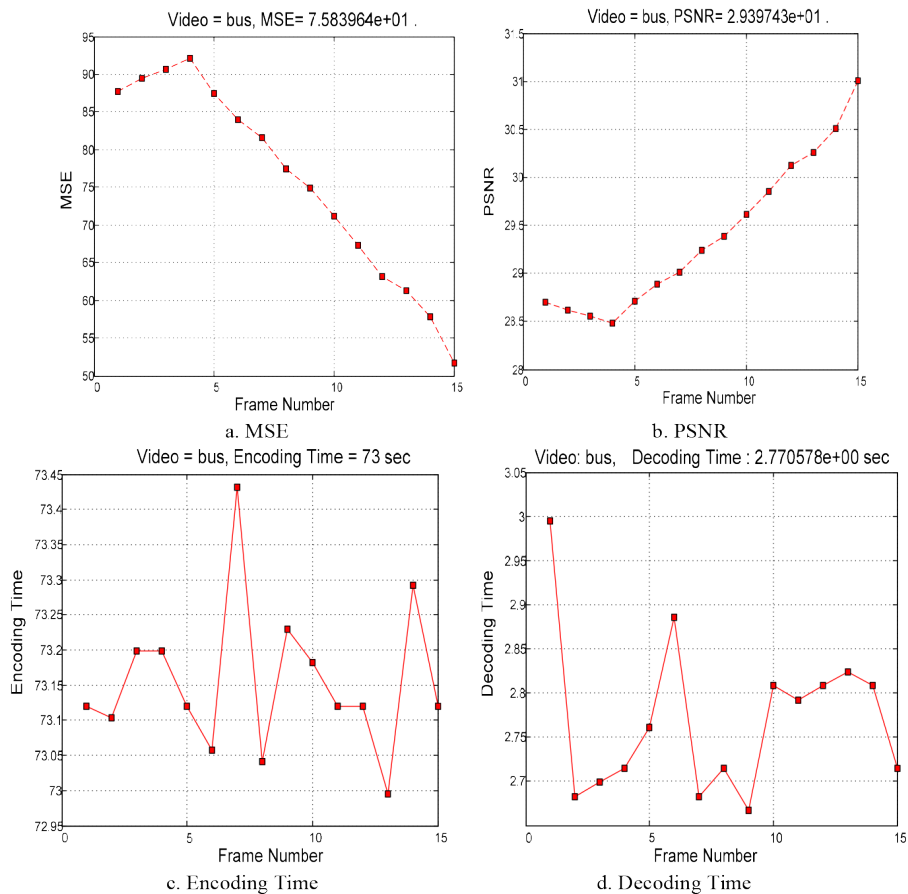 Video = bus, MSE= 7.583964e+01 .
95
90
85
80
75
70
65
60
55
50
MSE
0 5 10 15
Frame Number
a. MSE
Video = bus, PSNR= 2.939743e+01 .
31.5
31
30.5
30
29.5
29
28.5
28
PSNR
0 5 10 15
Frame Number
b. PSNR
Video = bus, Encoding Time = 73 sec
73.45
73.4
73.3
73.3
73.2
73.2
73.15
73.1
73.05
73
72.95
Encoding Time
0 5 10 15
Frame Number
c. Encoding Time
Video: bus, Decoding Time : 2.770578e+00 sec
3.05
3
2.95
2.9
2.85
2.8
2.75
2.7
Decoding Time
0 5 10 15
Frame Number
d. Decoding Time